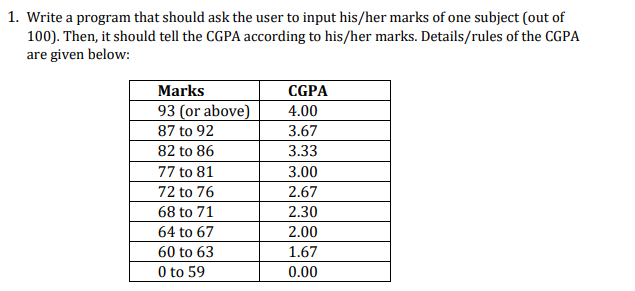 1. Write a program that should ask the user to input his/her marks of one subject (out of
100). Then, it should tell the CGPA according to his/her marks. Details/rules of the CGPA
are given below:
Marks CGPA
93 (or above) 4.00
87 to 92 3.67
82 to 86 3.33
77 to 81 3.00
72 to 76 2.67
68 to 71 2.30
64 to 67 2.00
60 to 63 1.67
0 to 59 0.00